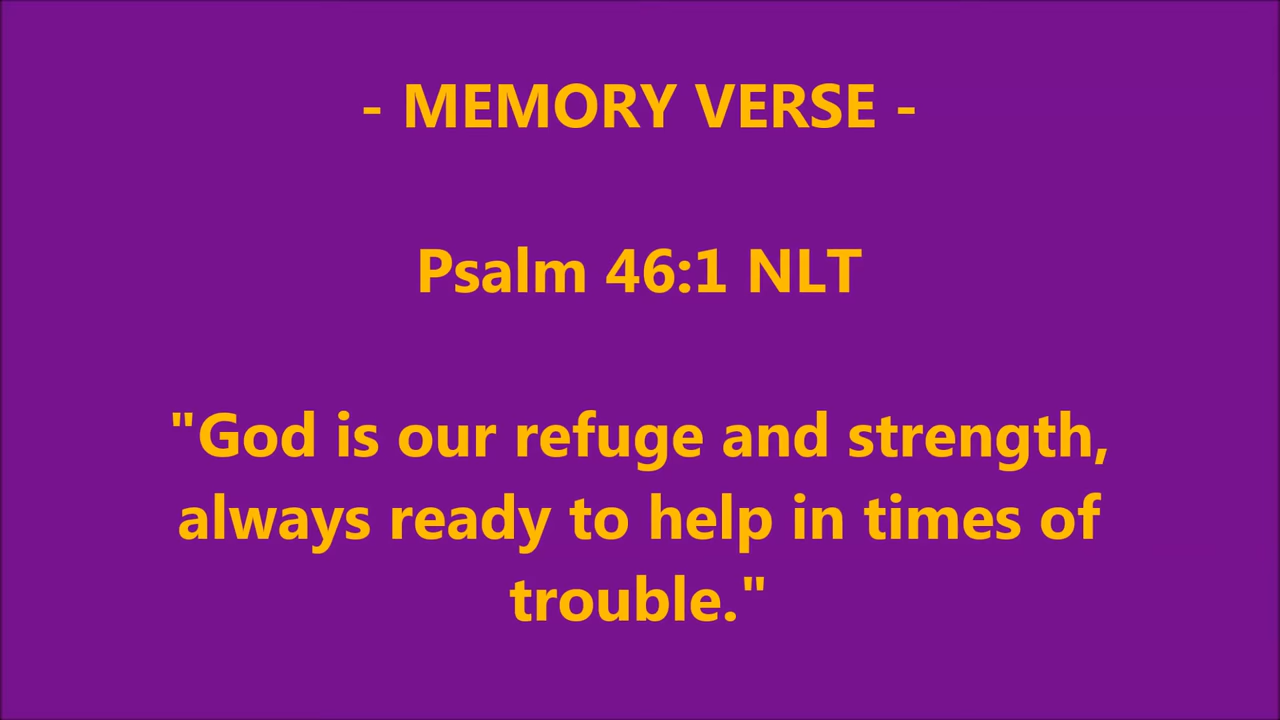 - MEMORY VERSE -
Psalm 46:1 NLT
"God is our refuge and strength,
always ready to help in times of
trouble."